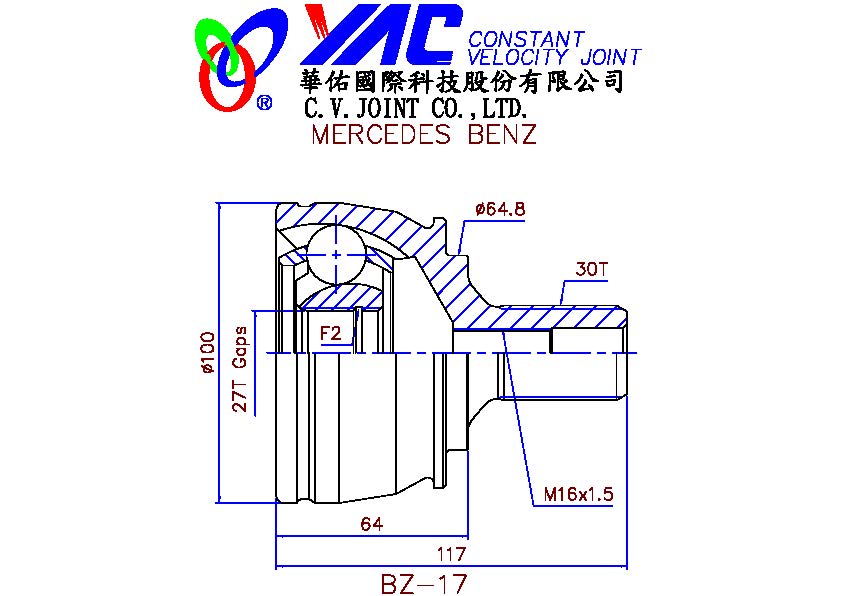 YAC CONSTANT
VELOCITY JOINT
®
華佑國際科技股份有限公司
C.V.JOINT CO.,LTD.
MERCEDES BENZ
ø64.8
30T
F2
ø100
27T Gaps
M16x1.5
64
117
BZ-17